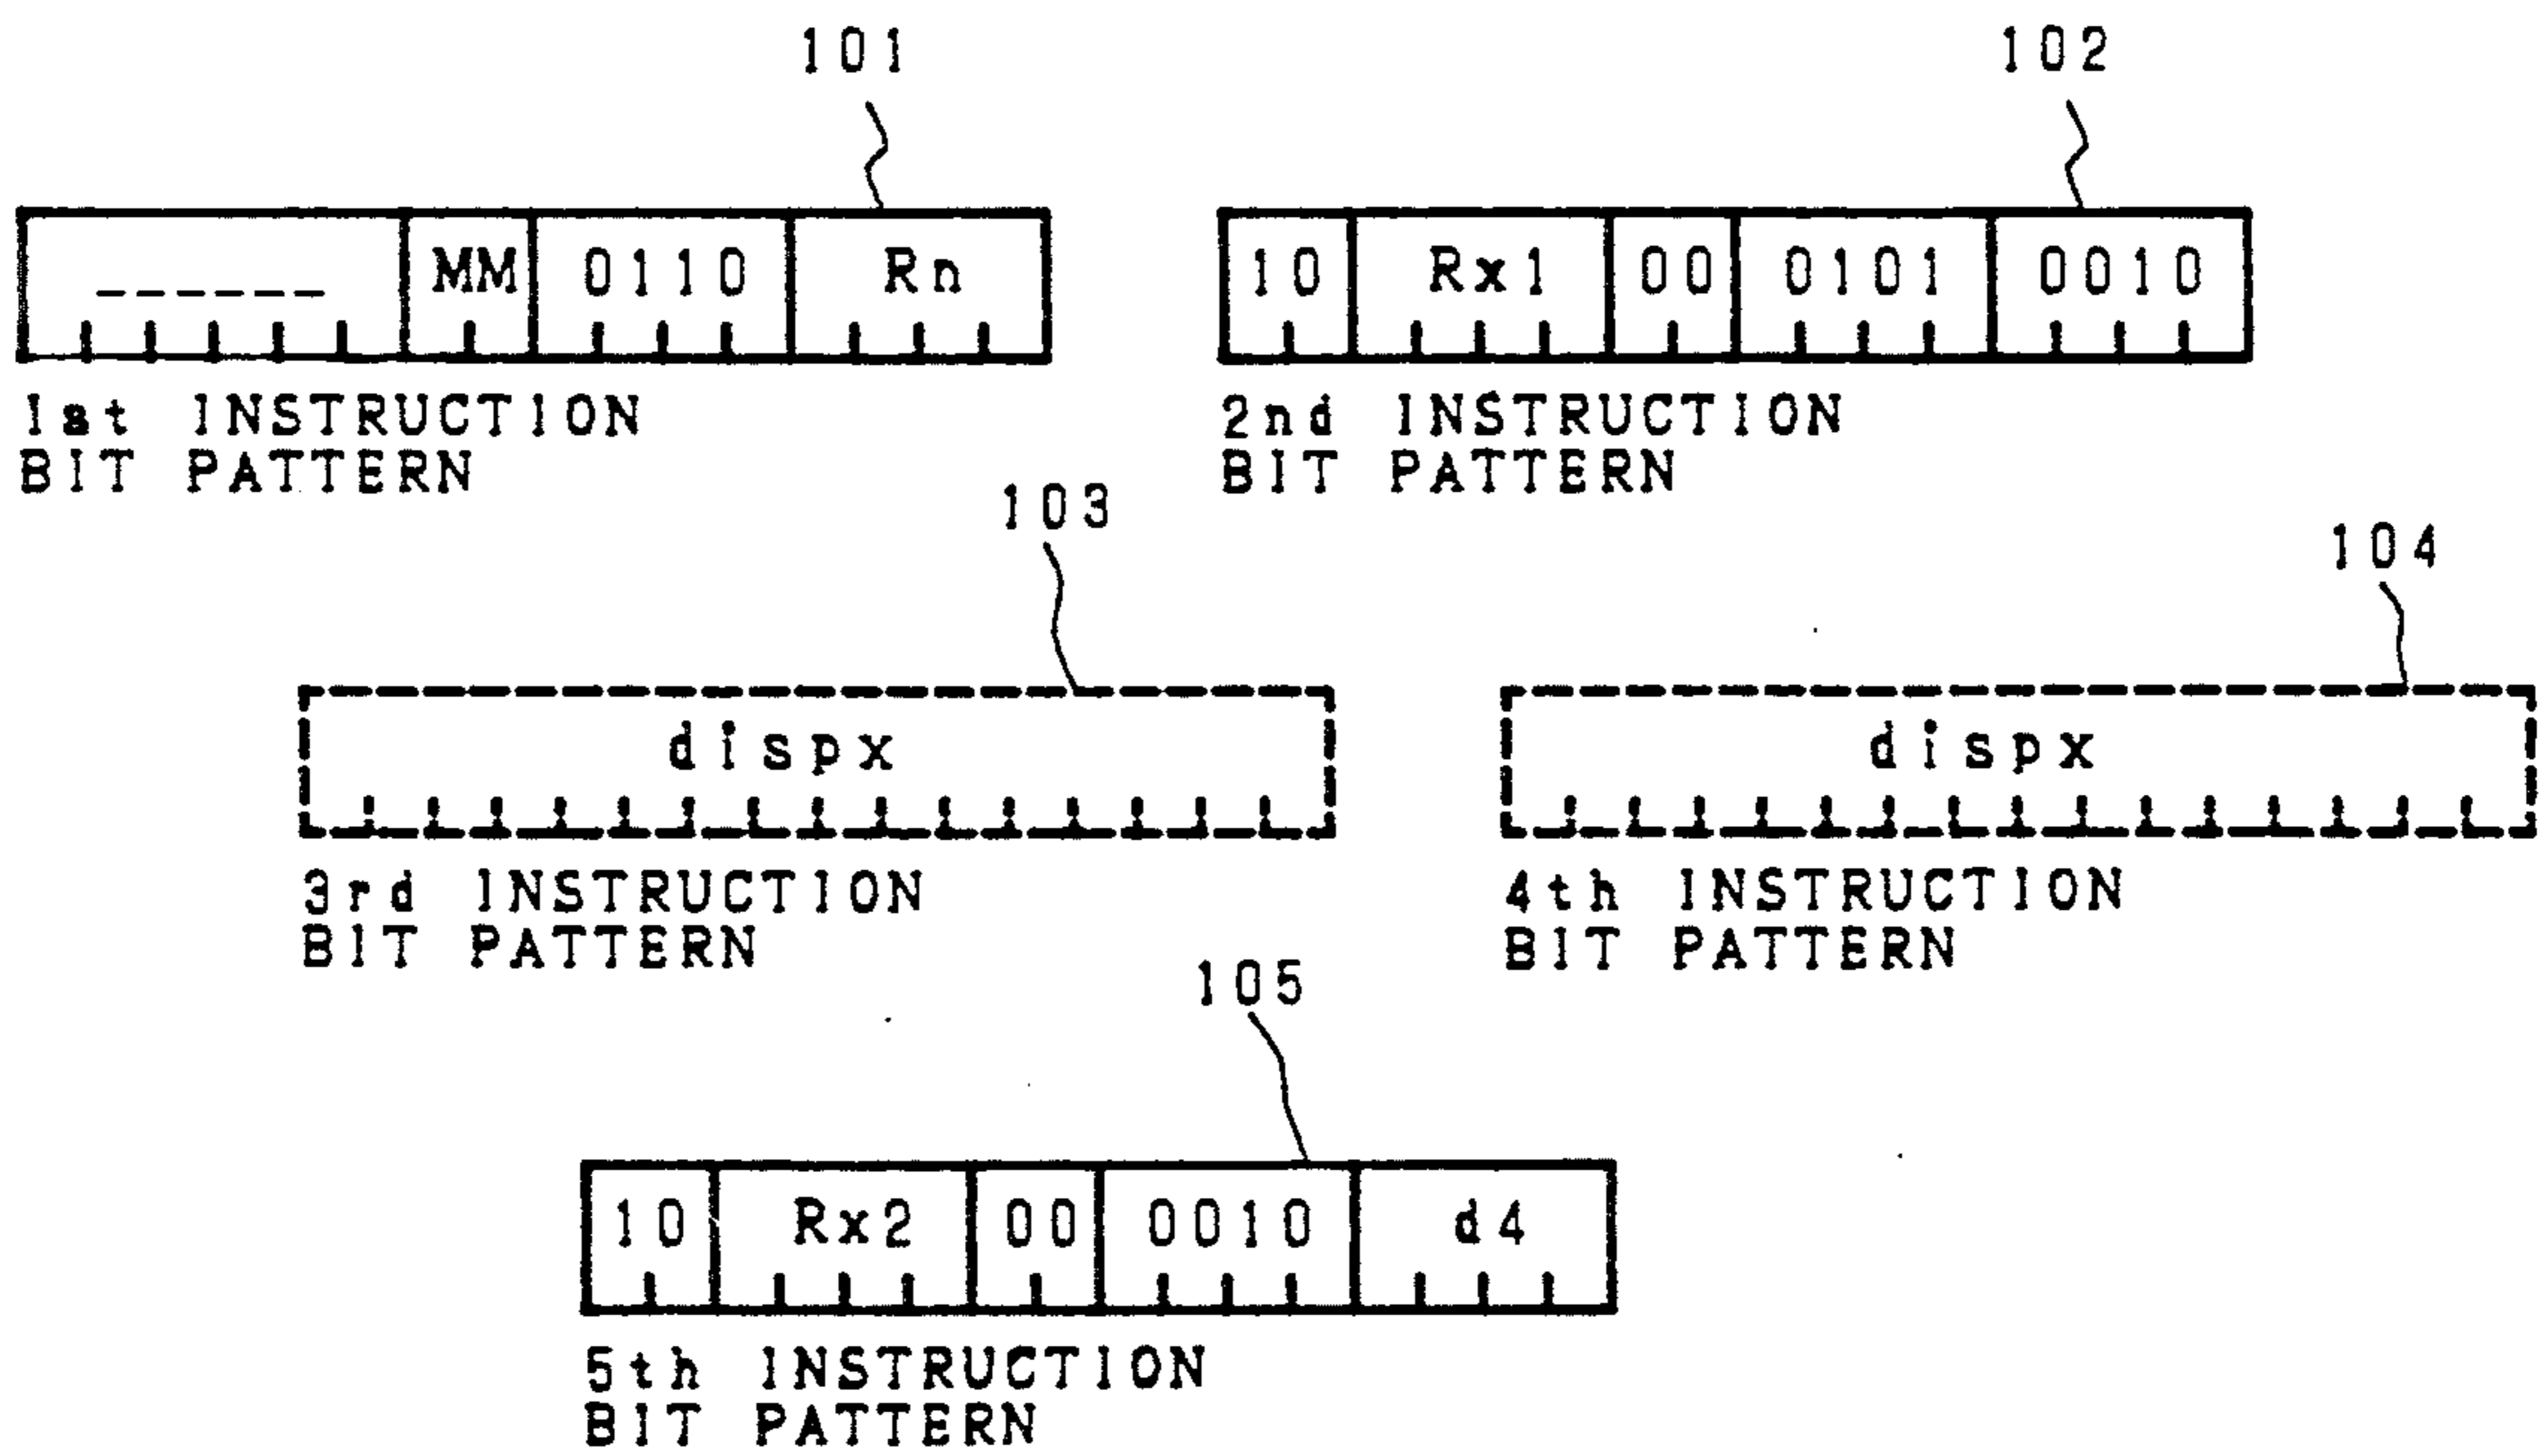 101
102
______ MM 0110 Rn
10 Rx1 00 0101 0010
1st INSTRUCTION
BIT PATTERN
2nd INSTRUCTION
BIT PATTERN
103
104
dispx
dispx
3rd INSTRUCTION
BIT PATTERN
4th INSTRUCTION
BIT PATTERN
105
10 Rx2 00 0010 d4
5th INSTRUCTION
BIT PATTERN